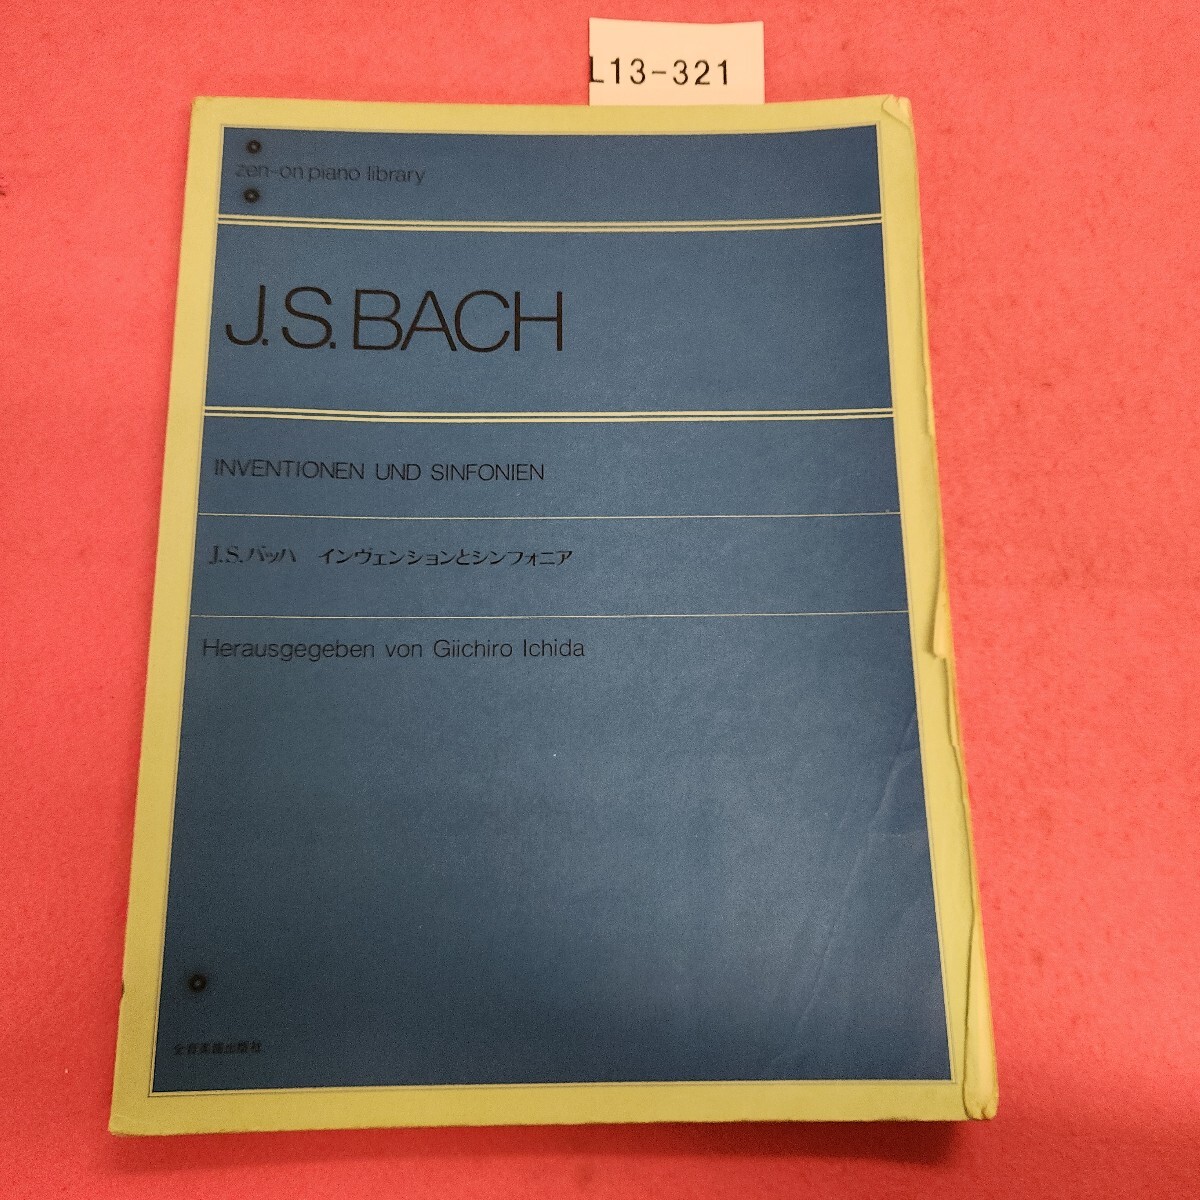 L13-321
zen-on piano library
J.S.BACH
INVENTIONEN UND SINFONIEN
J.S.バッハ インヴェンションとシンフォニア
Herausgegeben von Giichiro Ichida
全音楽譜出版社